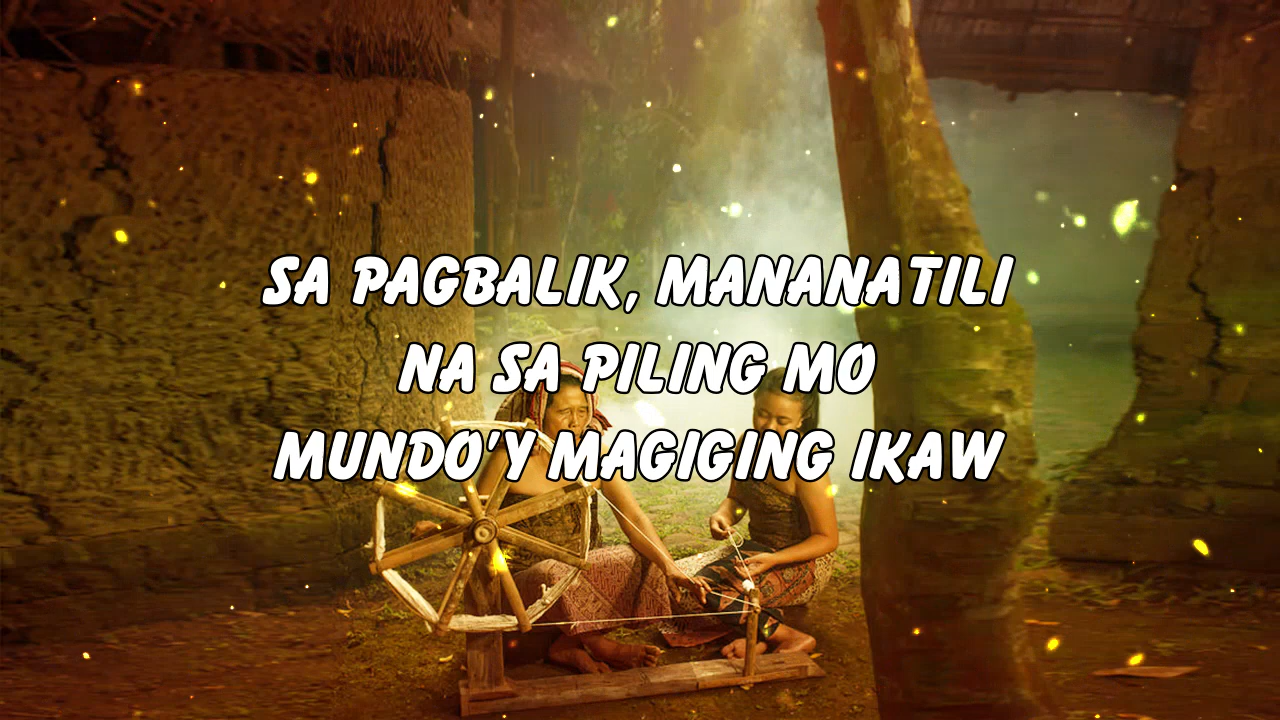 SA PAGBALIK, MANANATILI
NA SA PILING MO
MUNDO'Y MAGIGING IKAW